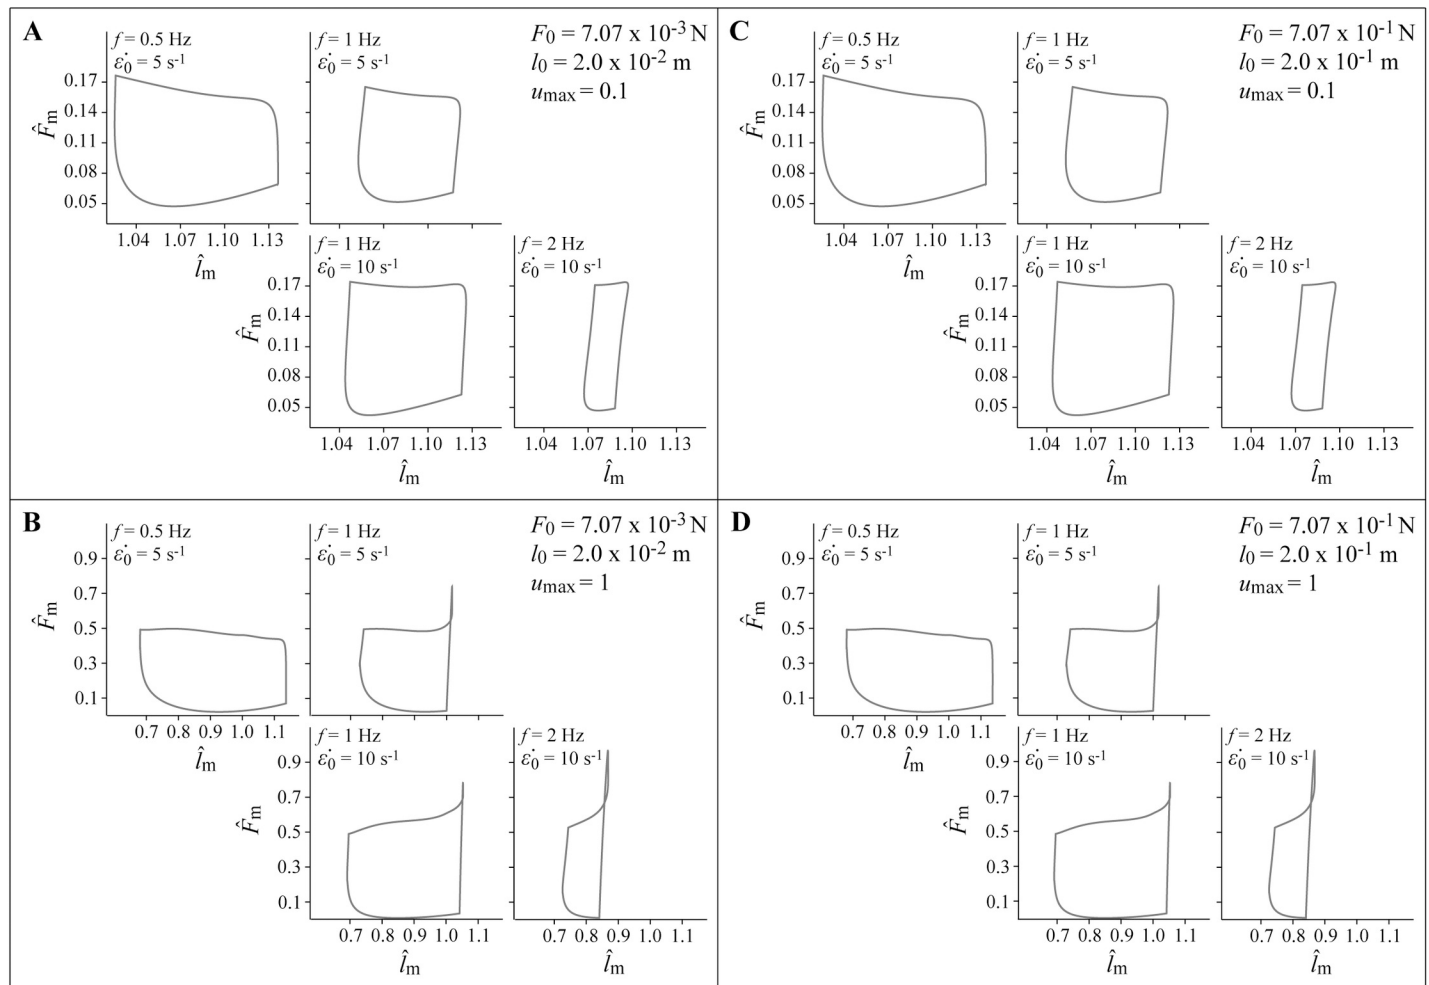 A
f = 0.5 Hz
ε̇0 = 5 s-1
f = 1 Hz
ε̇0 = 5 s-1
F0 = 7.07 x 10-3 N
l0 = 2.0 x 10-2 m
umax = 0.1
0.17
0.14
0.11
0.08
0.05
F̂m
1.04 1.07 1.10 1.13
l̂m
f = 1 Hz
ε̇0 = 10 s-1
f = 2 Hz
ε̇0 = 10 s-1
0.17
0.14
0.11
0.08
0.05
F̂m
1.04 1.07 1.10 1.13
1.04 1.07 1.10 1.13
l̂m
l̂m
C
f = 0.5 Hz
ε̇0 = 5 s-1
f = 1 Hz
ε̇0 = 5 s-1
F0 = 7.07 x 10-1 N
l0 = 2.0 x 10-1 m
umax = 0.1
0.17
0.14
0.11
0.08
0.05
F̂m
1.04 1.07 1.10 1.13
l̂m
f = 1 Hz
ε̇0 = 10 s-1
f = 2 Hz
ε̇0 = 10 s-1
0.17
0.14
0.11
0.08
0.05
F̂m
1.04 1.07 1.10 1.13
1.04 1.07 1.10 1.13
l̂m
l̂m
B
f = 0.5 Hz
ε̇0 = 5 s-1
f = 1 Hz
ε̇0 = 5 s-1
F0 = 7.07 x 10-3 N
l0 = 2.0 x 10-2 m
umax = 1
0.9
0.7
0.5
0.3
0.1
F̂m
0.7 0.8 0.9 1.0 1.1
l̂m
f = 1 Hz
ε̇0 = 10 s-1
f = 2 Hz
ε̇0 = 10 s-1
0.9
0.7
0.5
0.3
0.1
F̂m
0.7 0.8 0.9 1.0 1.1
0.7 0.8 0.9 1.0 1.1
l̂m
l̂m
D
f = 0.5 Hz
ε̇0 = 5 s-1
f = 1 Hz
ε̇0 = 5 s-1
F0 = 7.07 x 10-1 N
l0 = 2.0 x 10-1 m
umax = 1
0.9
0.7
0.5
0.3
0.1
F̂m
0.7 0.8 0.9 1.0 1.1
l̂m
f = 1 Hz
ε̇0 = 10 s-1
f = 2 Hz
ε̇0 = 10 s-1
0.9
0.7
0.5
0.3
0.1
F̂m
0.7 0.8 0.9 1.0 1.1
0.7 0.8 0.9 1.0 1.1
l̂m
l̂m